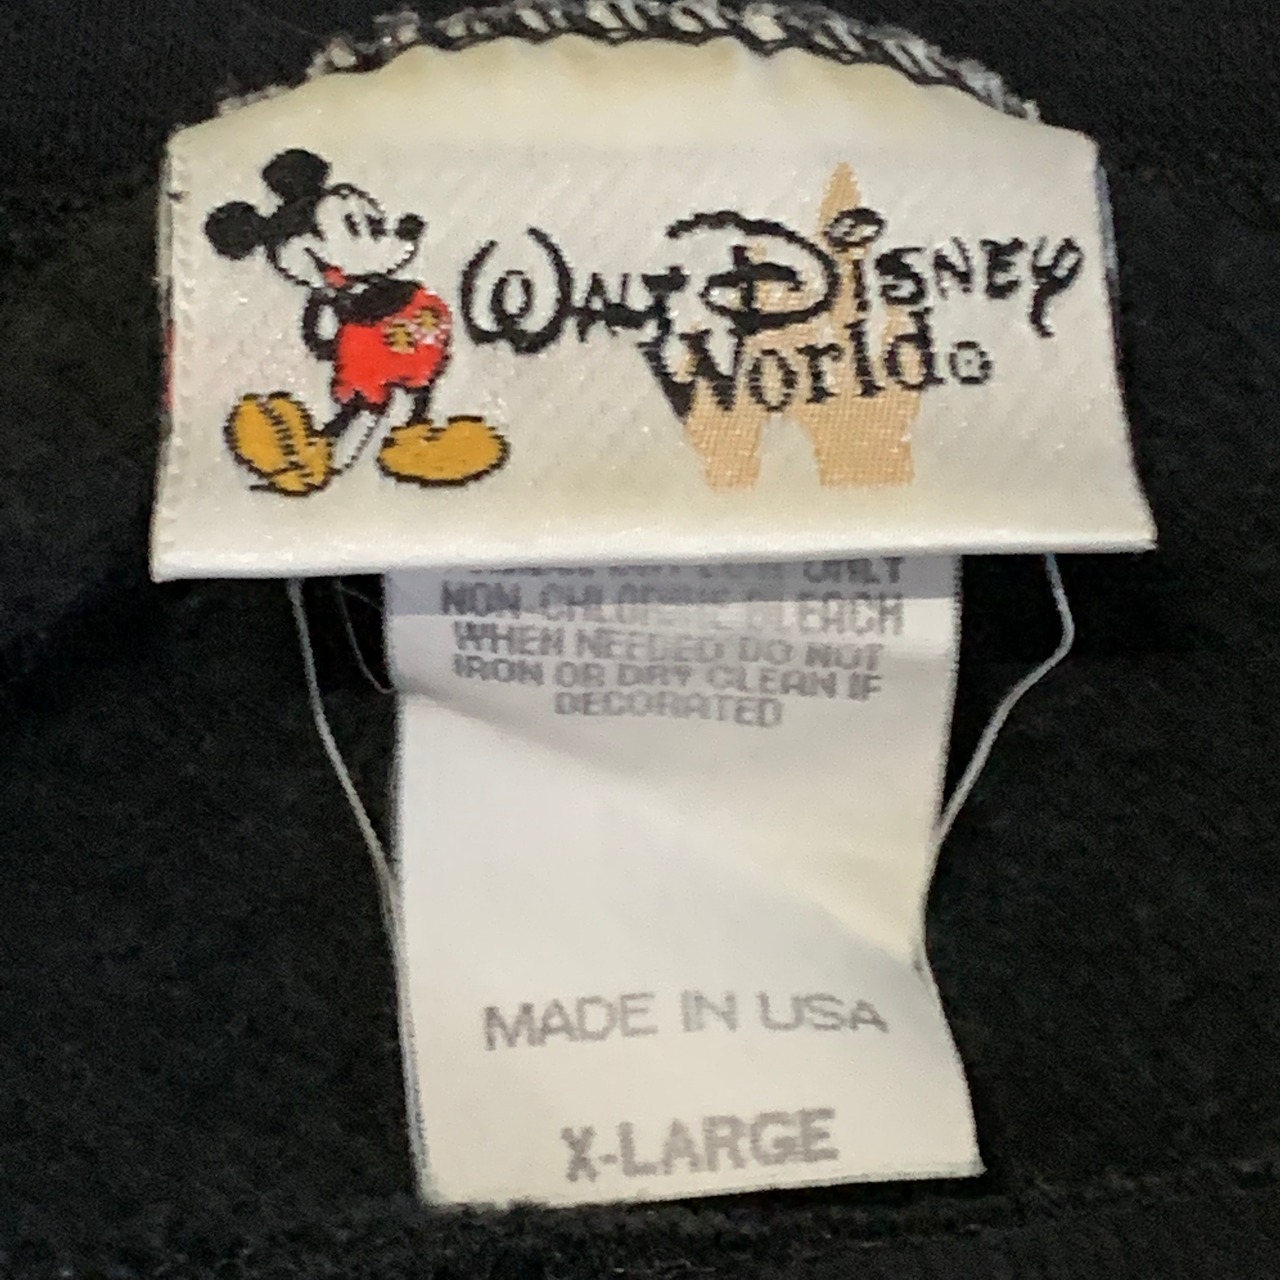 WALT DISNEY
World®
ONLY
NON-CHLORINE BLEACH
WHEN NEEDED DO NOT
IRON OR DRY CLEAN IF
DECORATED
MADE IN USA
X-LARGE